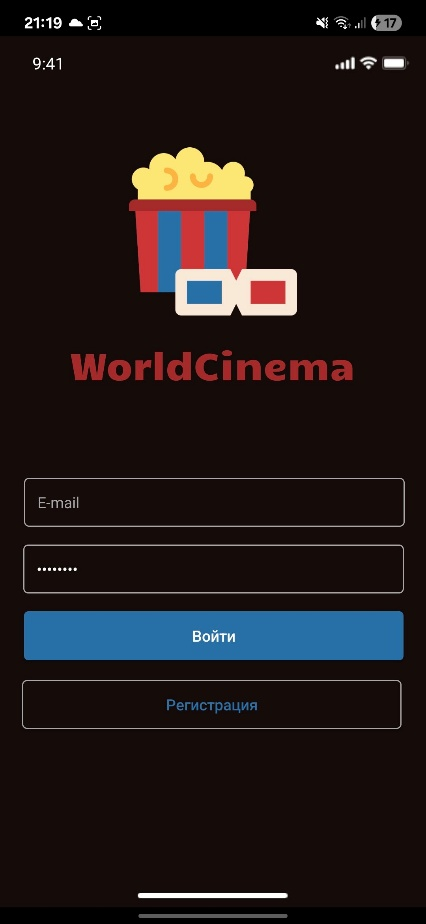 21:19
17
9:41
WorldCinema
E-mail
••••••••
Войти
Регистрация